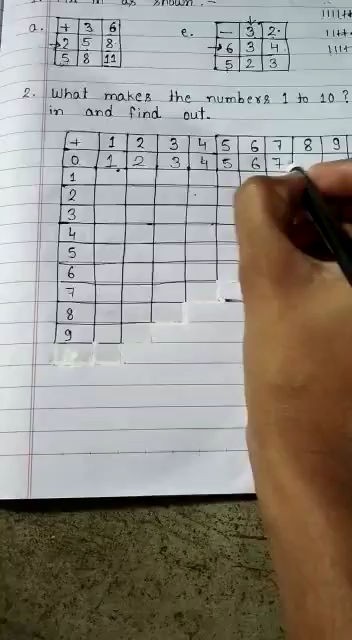 in as shown. -
a. + 3 6 e. - 3 2
→2 5 8 →6 3 4
5 8 11 5 2 3
2. What makes the numbers 1 to 10?
in and find out.
+ 1 2 3 4 5 6 7 8 9
0 1 2 3 4 5 6 7
1
2
3
4
5
6
7
8
9